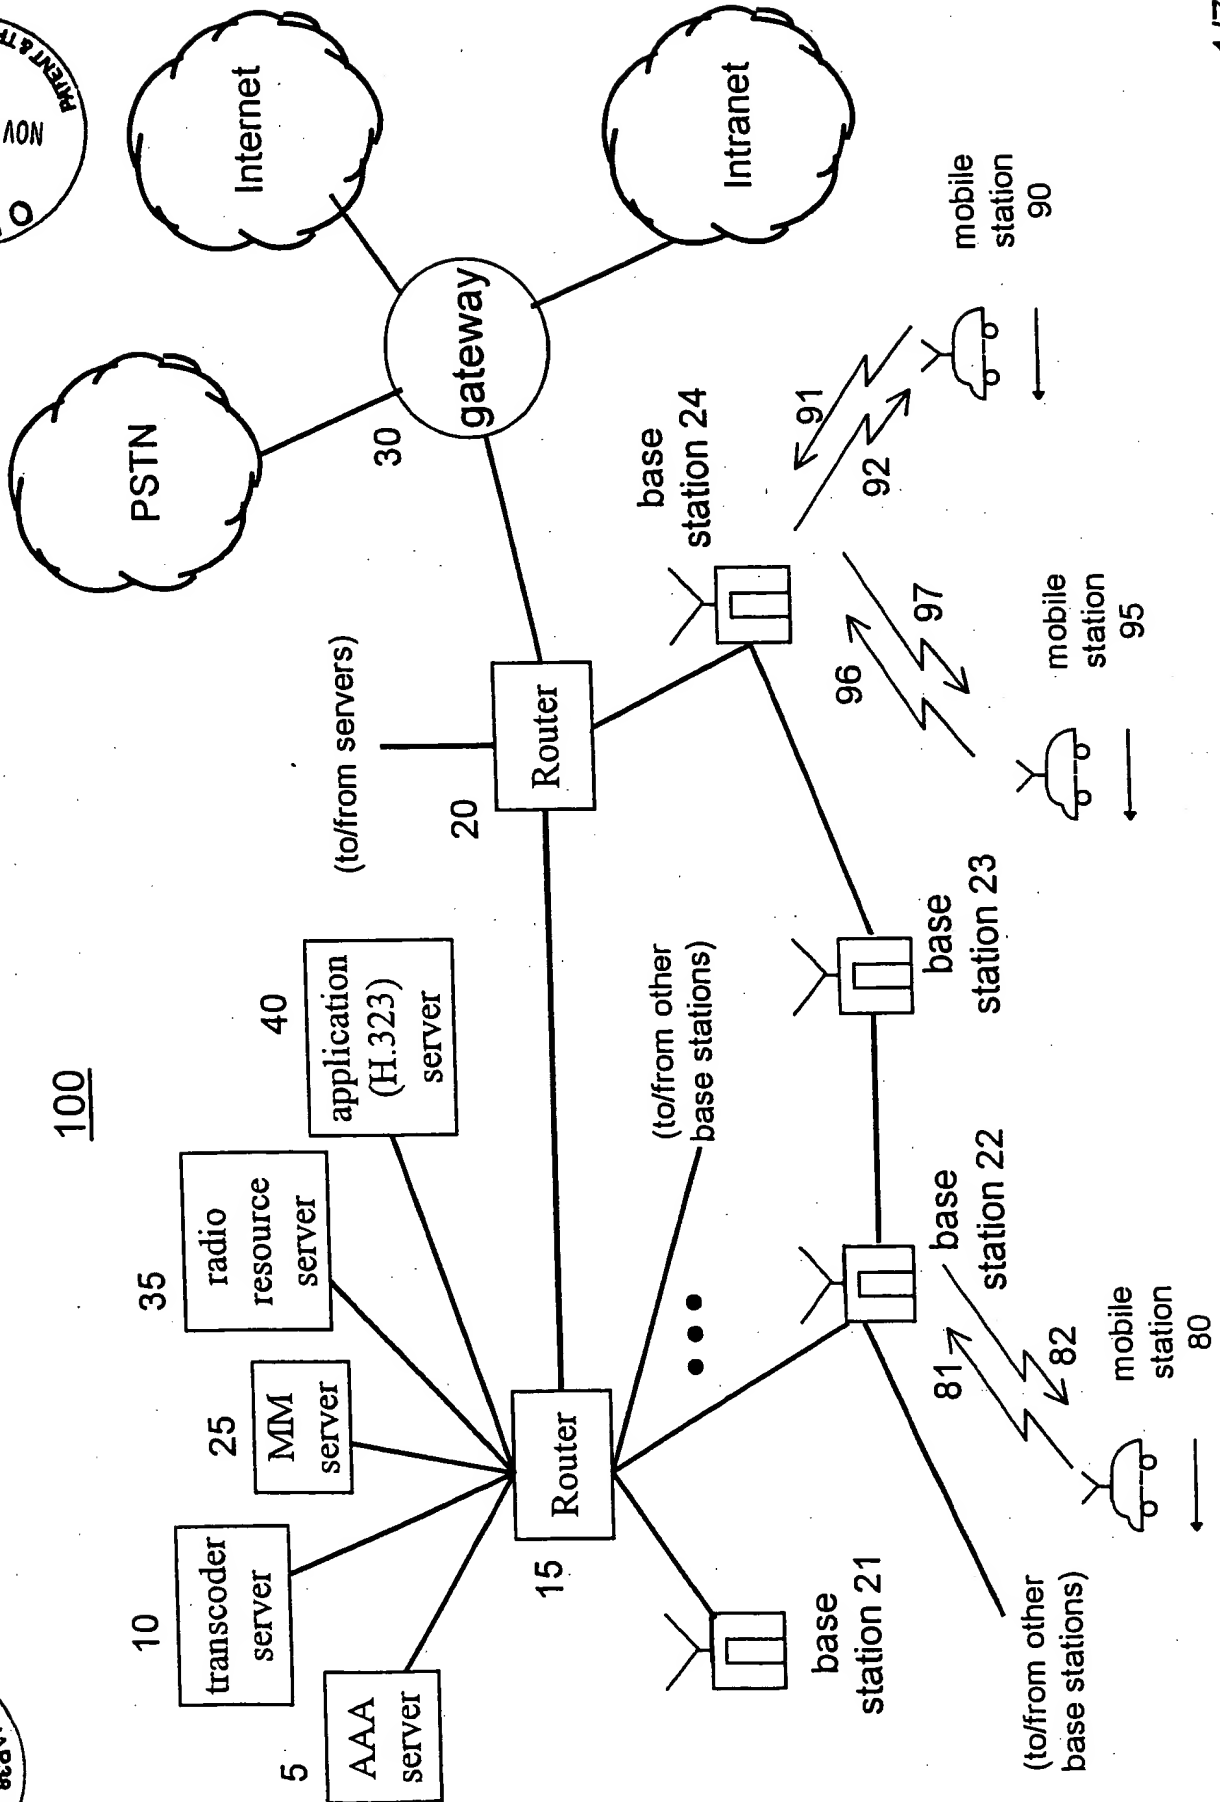 100
5
AAA
server
10
transcoder
server
25
MM
server
35
radio
resource
server
40
application
(H.323)
server
(to/from servers)
PSTN
Internet
Intranet
30
gateway
20
Router
15
Router
(to/from other
base stations)
base
station 21
base
station 22
base
station 23
base
station 24
(to/from other
base stations)
81
82
mobile
station
80
96
97
mobile
station
95
91
92
mobile
station
90
NOV
PATENT & TR